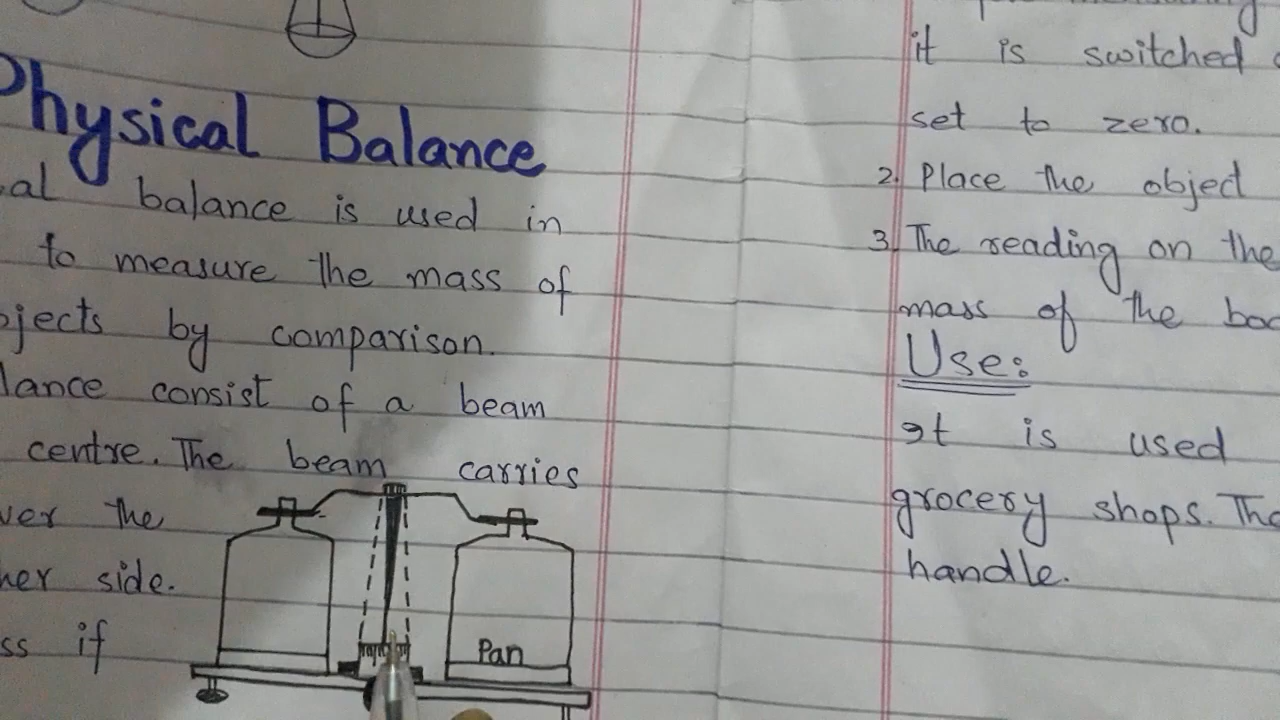 Physical Balance
al balance is used in
to measure the mass of
jects by comparison.
lance consist of a beam
centre. The beam carries
ver the
her side.
ss if
Pan
it is switched
set to zero.
2. Place the object
3. The reading on the
mass of the
Use:
It is used
grocery shops.
handle.